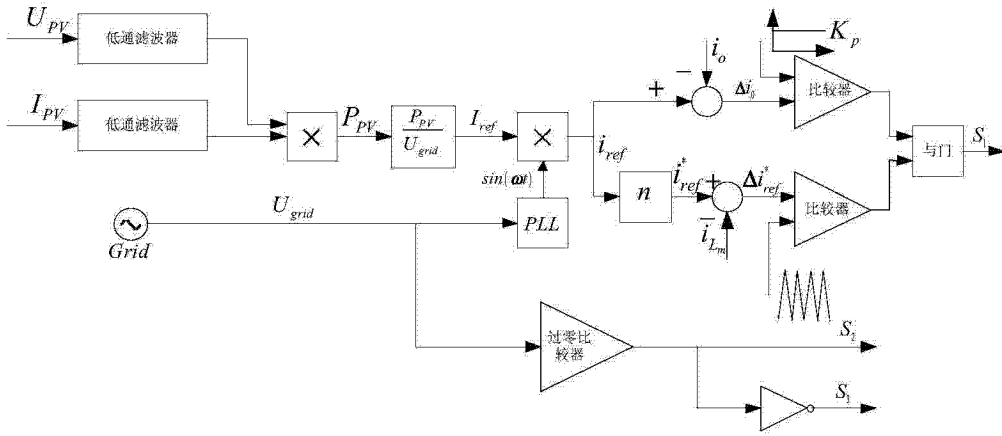 U_PV
低通滤波器
I_PV
低通滤波器
×
P_PV
P_PV
U_grid
I_ref
×
sin(ωt)
i_ref
PLL
U_grid
Grid
+
−
i_o
Δi_0
K_p
比较器
n
i*_ref
+
−
i_Lm
Δi*_ref
比较器
与门
S_1
过零比
较器
S_2
S_3